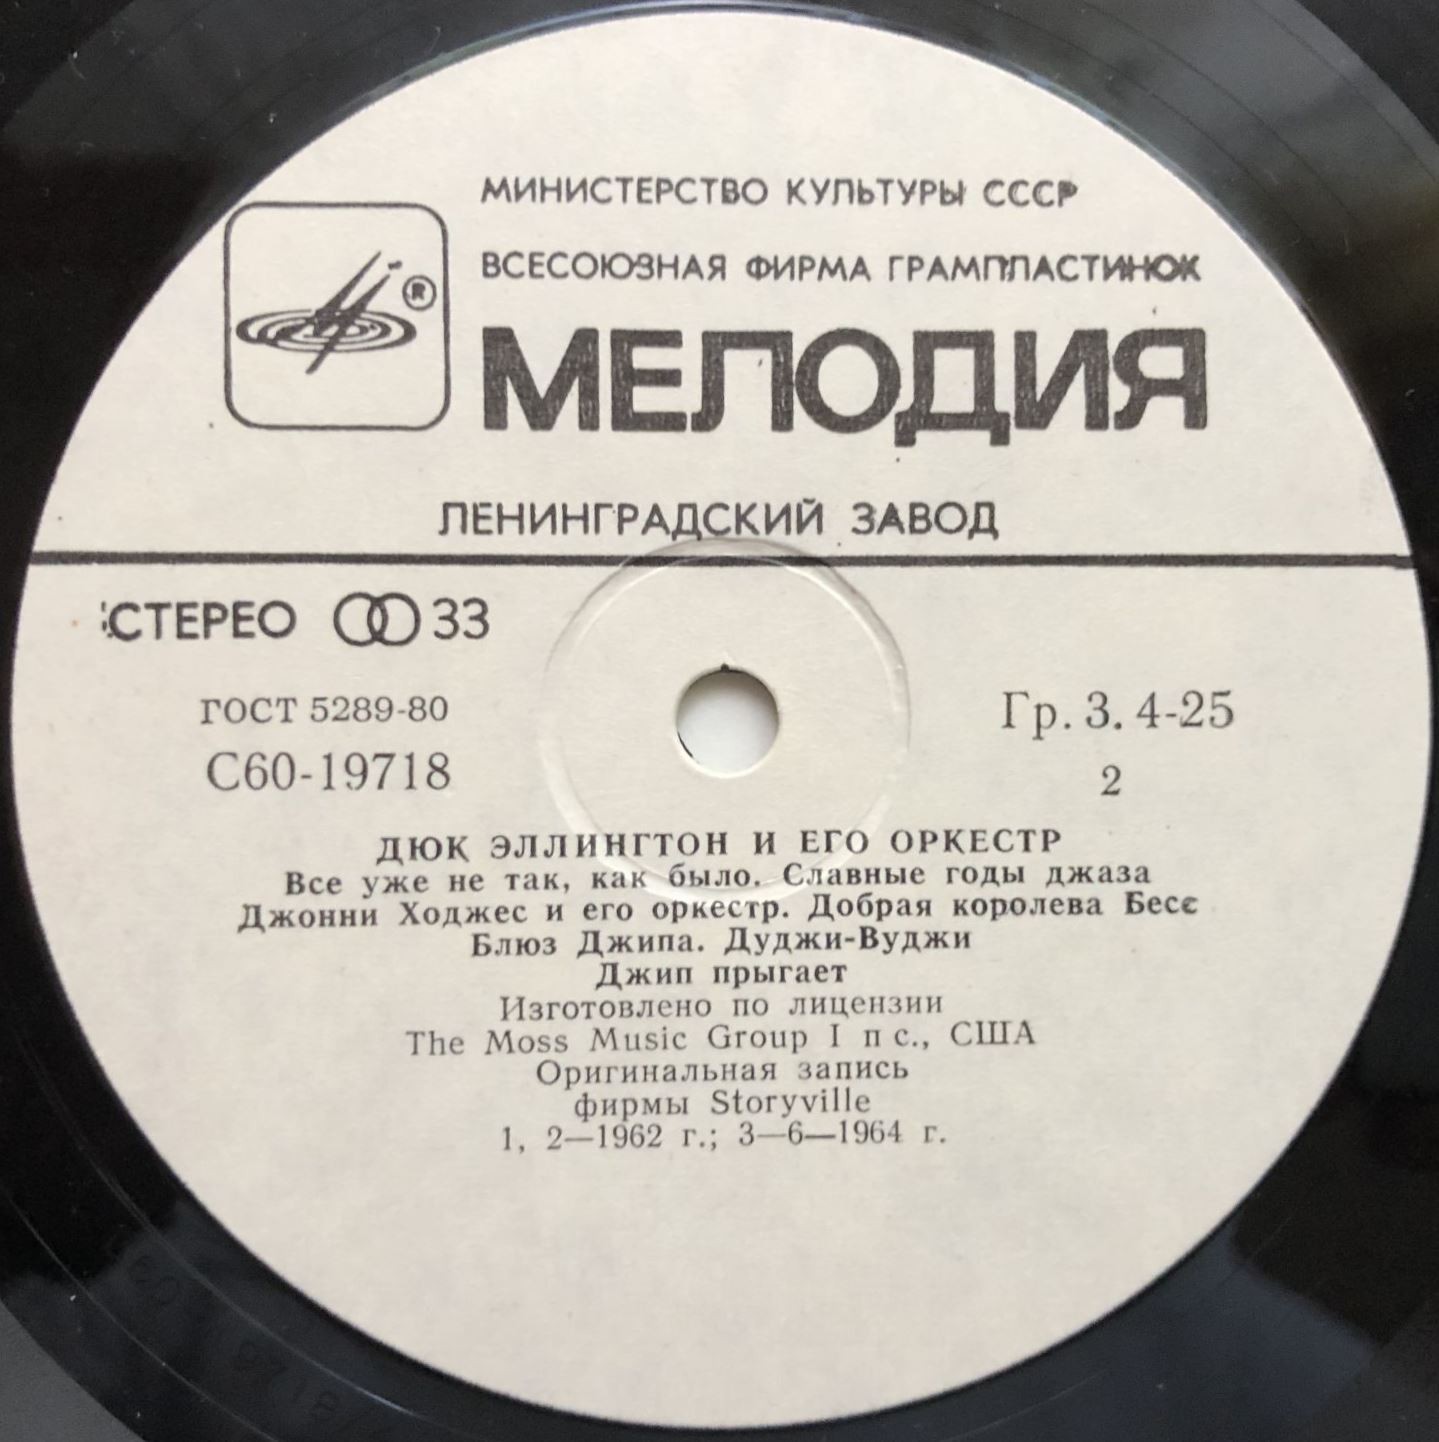 МИНИСТЕРСТВО КУЛЬТУРЫ СССР
ВСЕСОЮЗНАЯ ФИРМА ГРАМПЛАСТИНОК
®
МЕЛОДИЯ
ЛЕНИНГРАДСКИЙ ЗАВОД
СТЕРЕО 33
ГОСТ 5289-80
Гр. 3. 4-25
С60-19718
2
ДЮК ЭЛЛИНГТОН И ЕГО ОРКЕСТР
Все уже не так, как было. Славные годы джаза
Джонни Ходжес и его оркестр. Добрая королева Бесс
Блюз Джипа. Дуджи-Вуджи
Джип прыгает
Изготовлено по лицензии
The Moss Music Group I п с., США
Оригинальная запись
фирмы Storyville
1, 2—1962 г.; 3—6—1964 г.